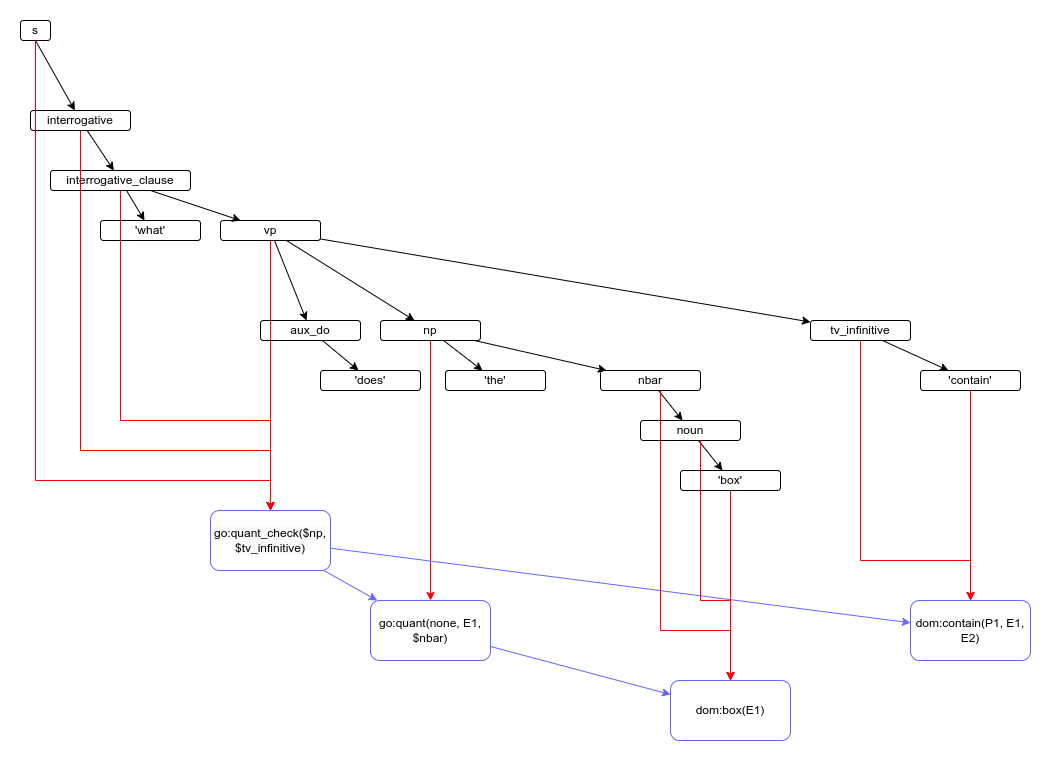 s
interrogative
interrogative_clause
'what'
vp
aux_do
np
tv_infinitive
'does'
'the'
nbar
'contain'
noun
'box'
go:quant_check($np,
$tv_infinitive)
go:quant(none, E1,
$nbar)
dom:contain(P1, E1,
E2)
dom:box(E1)